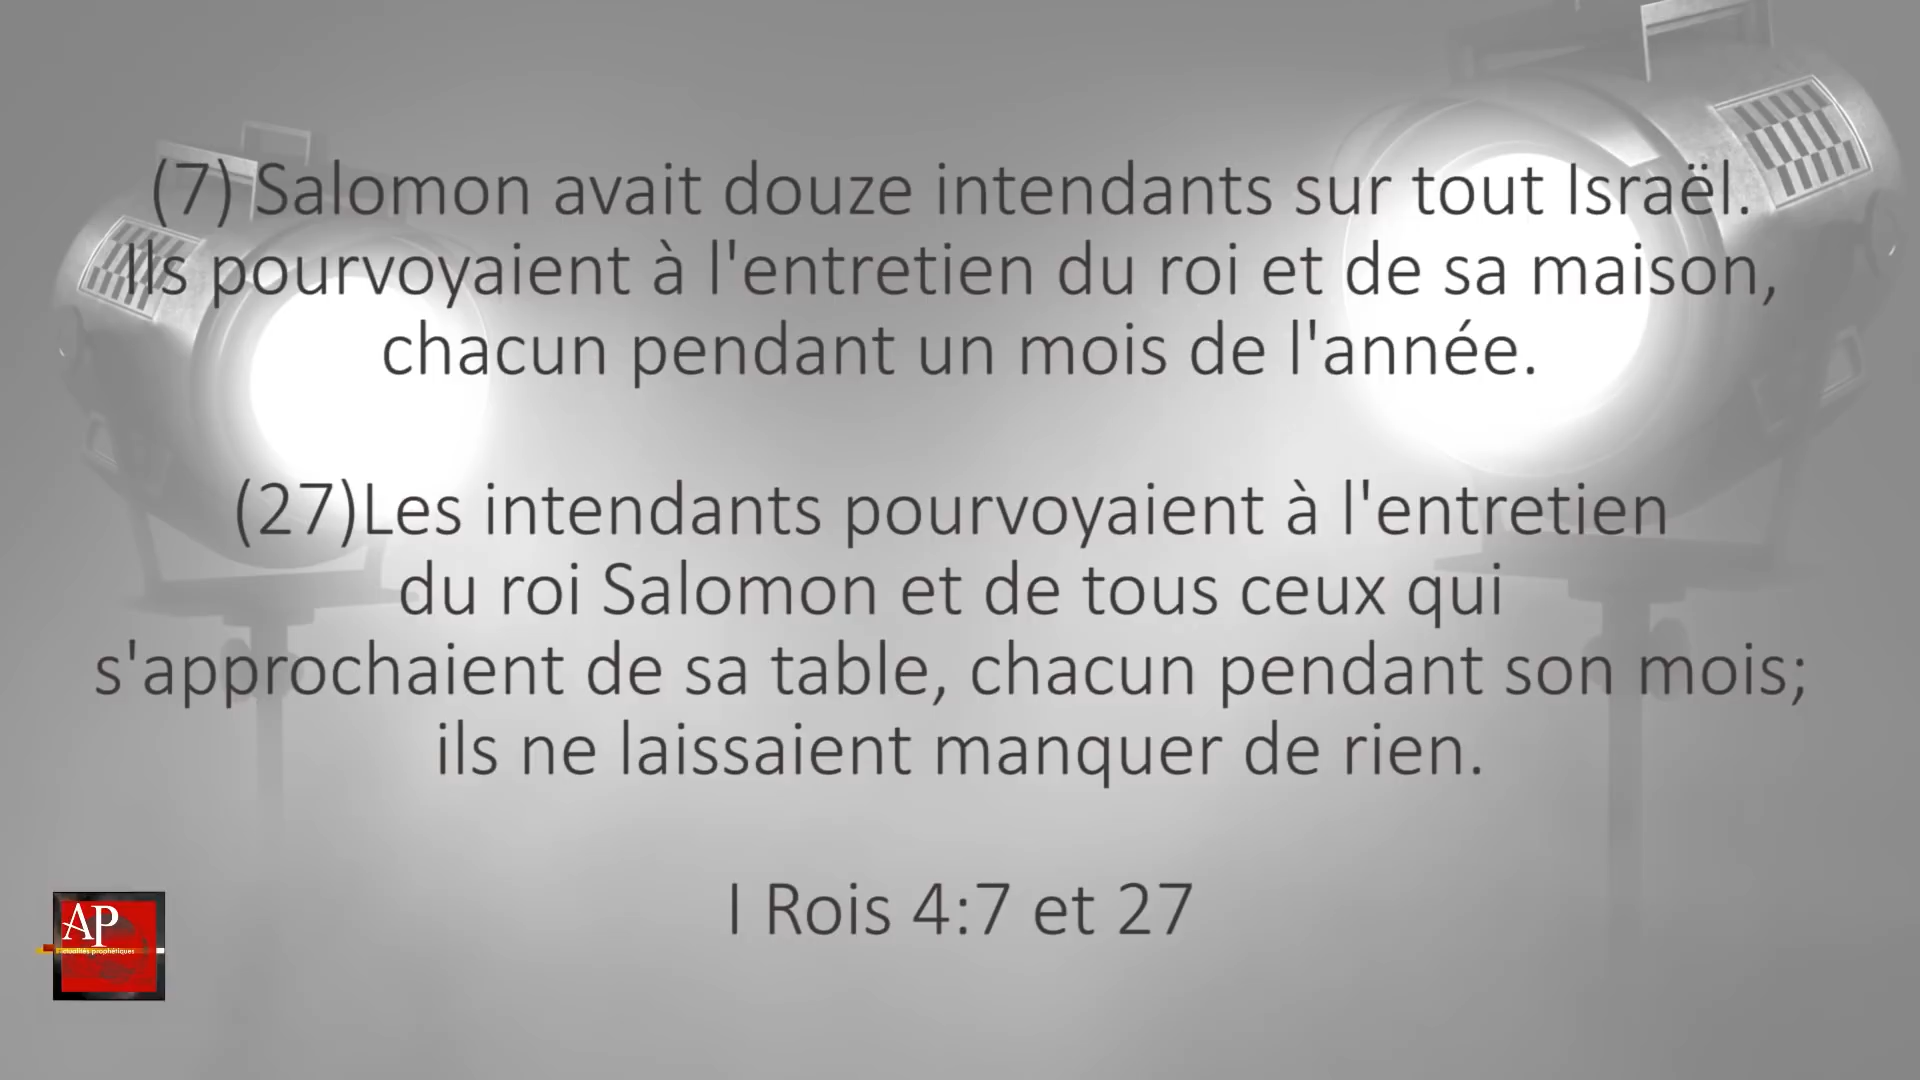 (7) Salomon avait douze intendants sur tout Israël.
Ils pourvoyaient à l'entretien du roi et de sa maison,
chacun pendant un mois de l'année.
(27)Les intendants pourvoyaient à l'entretien
du roi Salomon et de tous ceux qui
s'approchaient de sa table, chacun pendant son mois;
ils ne laissaient manquer de rien.
I Rois 4:7 et 27
AP
actualités prophétiques